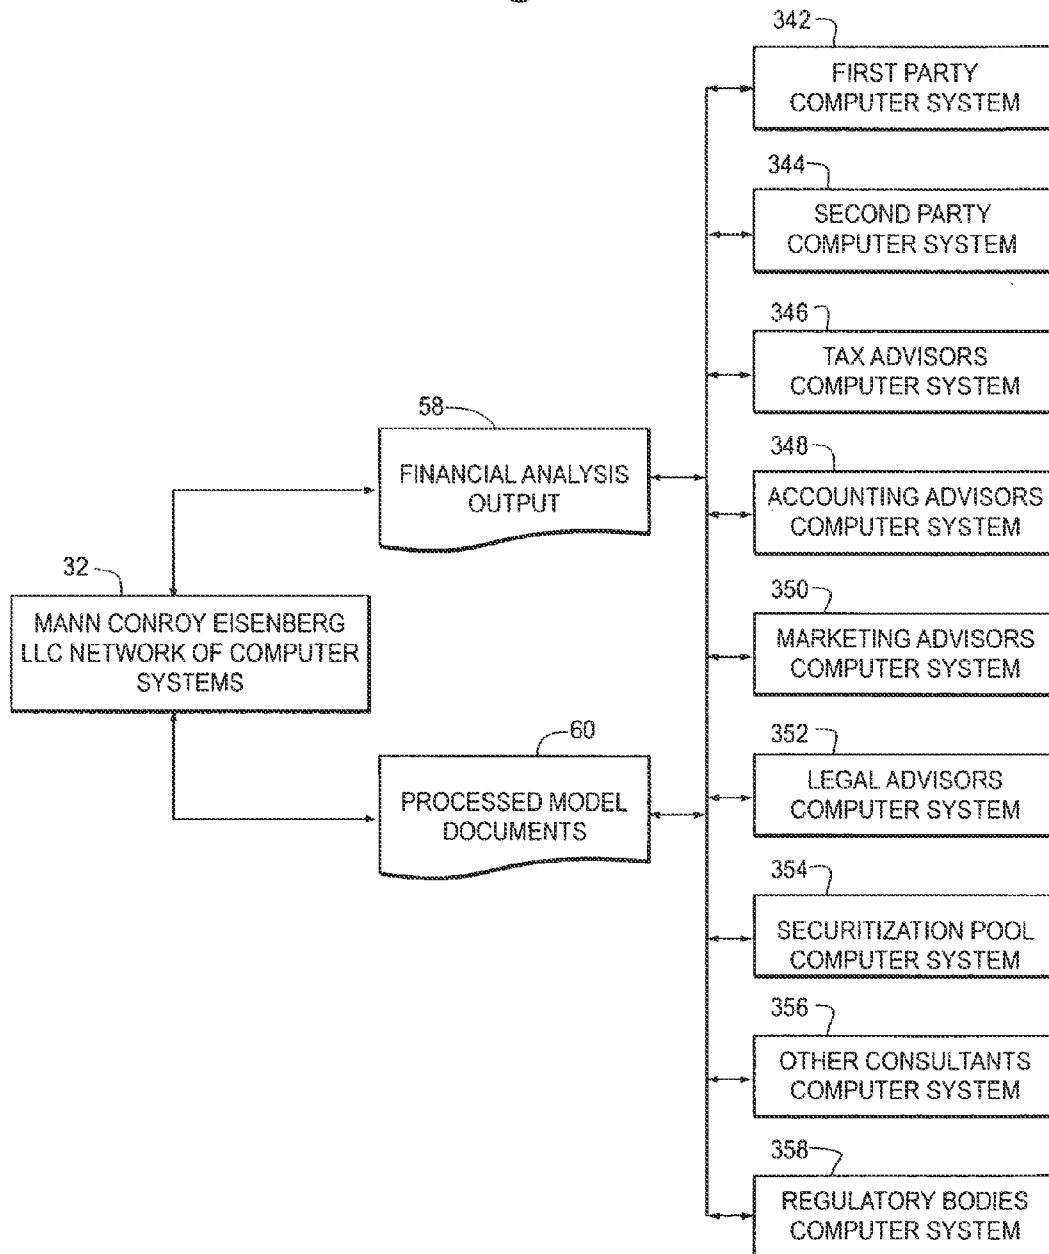 342
FIRST PARTY
COMPUTER SYSTEM
344
SECOND PARTY
COMPUTER SYSTEM
346
TAX ADVISORS
COMPUTER SYSTEM
58
FINANCIAL ANALYSIS
OUTPUT
348
ACCOUNTING ADVISORS
COMPUTER SYSTEM
32
MANN CONROY EISENBERG
LLC NETWORK OF COMPUTER
SYSTEMS
350
MARKETING ADVISORS
COMPUTER SYSTEM
60
PROCESSED MODEL
DOCUMENTS
352
LEGAL ADVISORS
COMPUTER SYSTEM
354
SECURITIZATION POOL
COMPUTER SYSTEM
356
OTHER CONSULTANTS
COMPUTER SYSTEM
358
REGULATORY BODIES
COMPUTER SYSTEM